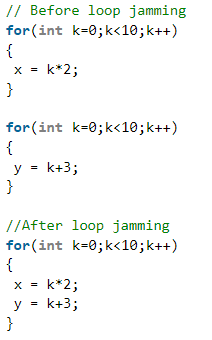 // Before loop jamming
for(int k=0;k<10;k++)
{
 x = k*2;
}
for(int k=0;k<10;k++)
{
 y = k+3;
}
//After loop jamming
for(int k=0;k<10;k++)
{
 x = k*2;
 y = k+3;
}